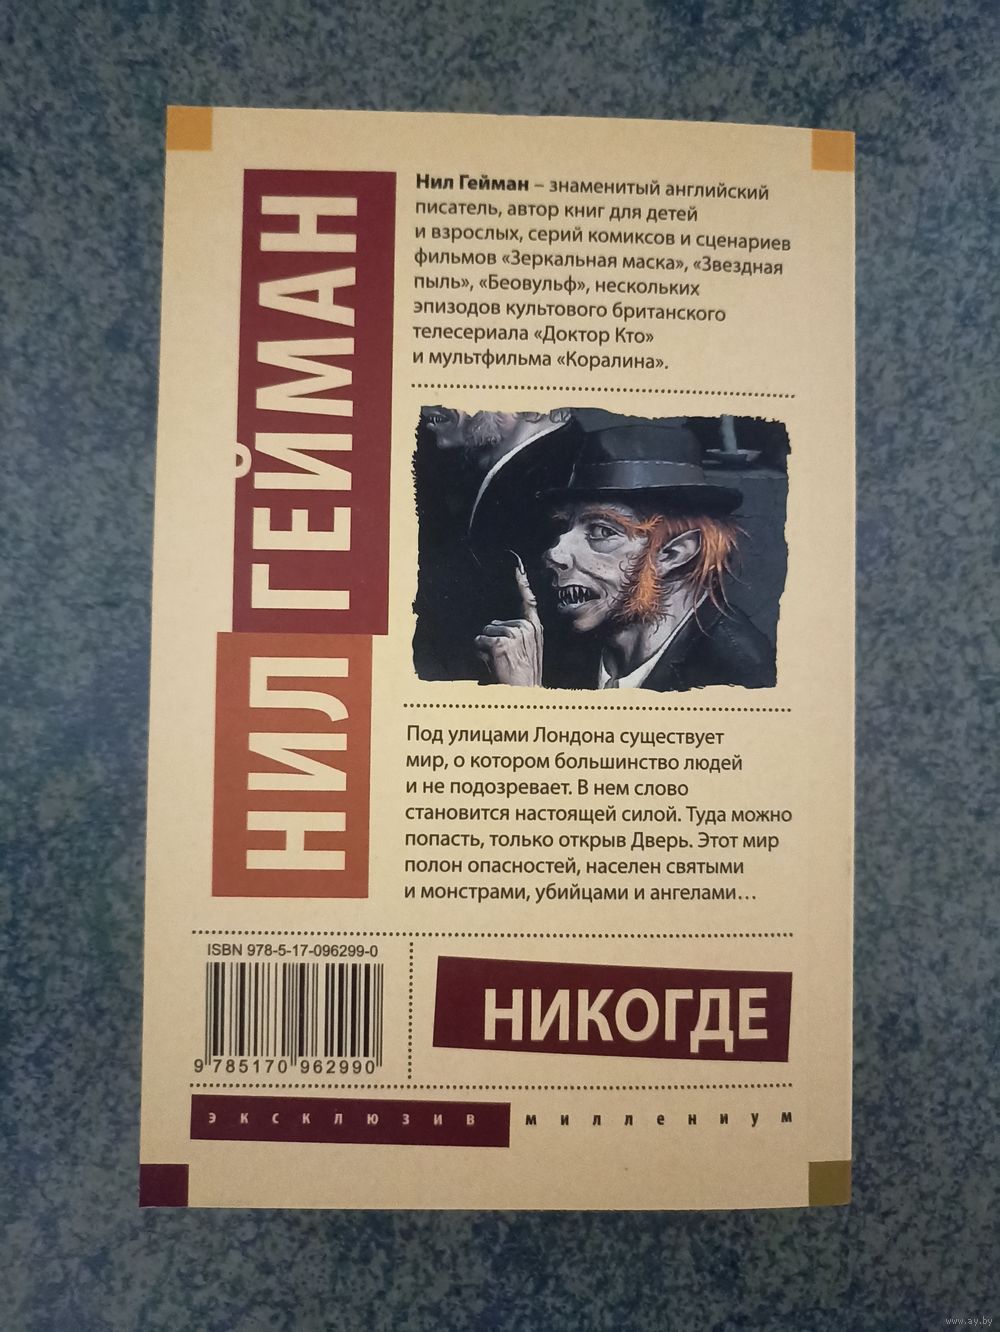 НИЛ ГЕЙМАН
Нил Гейман – знаменитый английский
писатель, автор книг для детей
и взрослых, серий комиксов и сценариев
фильмов «Зеркальная маска», «Звездная
пыль», «Беовульф», нескольких
эпизодов культового британского
телесериала «Доктор Кто»
и мультфильма «Коралина».
Под улицами Лондона существует
мир, о котором большинство людей
и не подозревает. В нем слово
становится настоящей силой. Туда можно
попасть, только открыв Дверь. Этот мир
полон опасностей, населен святыми
и монстрами, убийцами и ангелами...
ISBN 978-5-17-096299-0
9 785170 962990
НИКОГДЕ
эксклюзив миллениум
www.ay.by